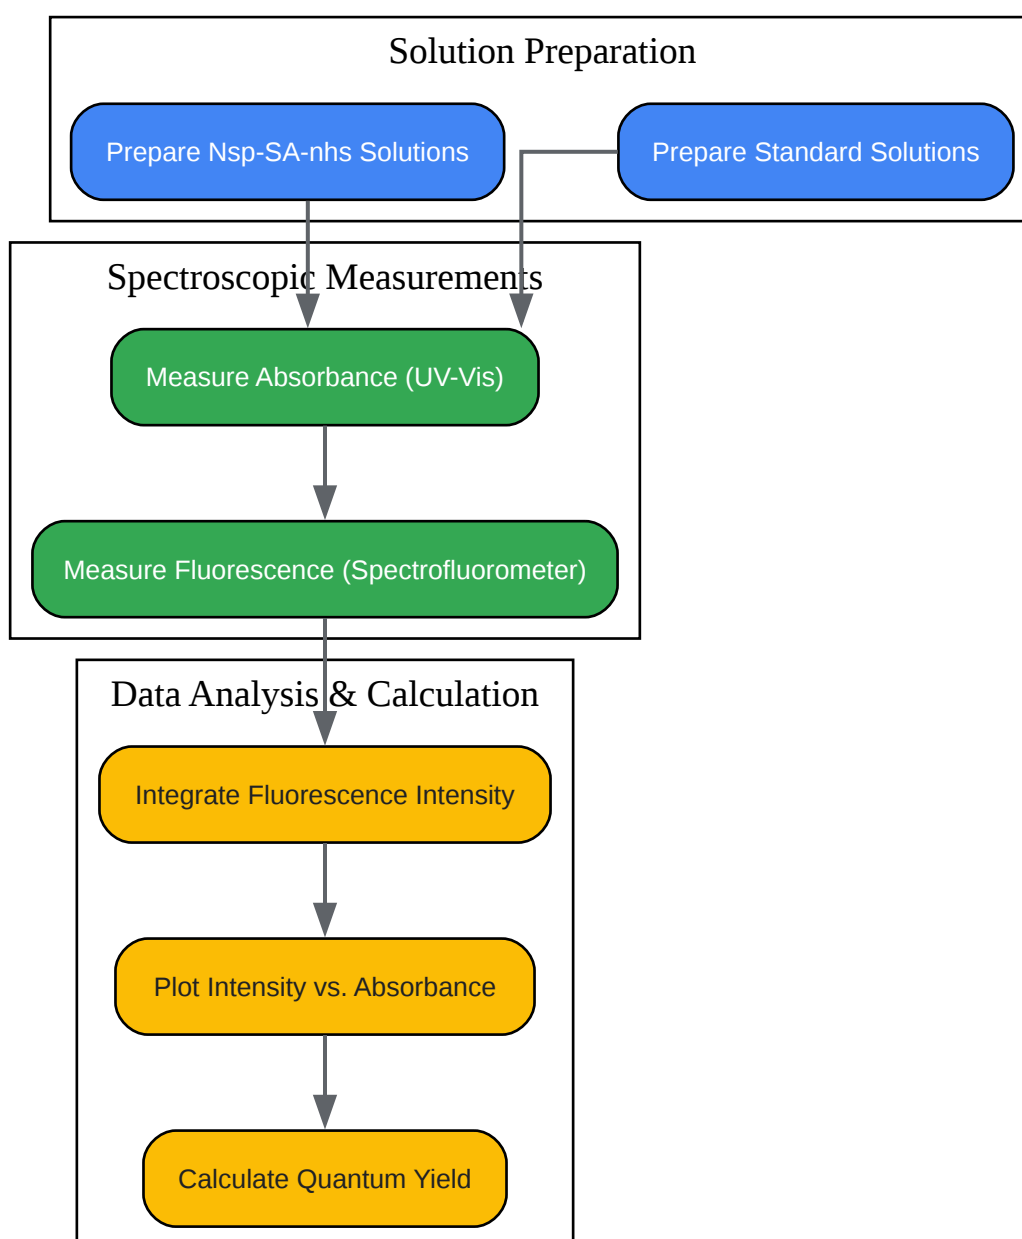 Solution Preparation
Prepare Nsp-SA-nhs Solutions
Prepare Standard Solutions
Spectroscopic Measurements
Measure Absorbance (UV-Vis)
Measure Fluorescence (Spectrofluorometer)
Data Analysis & Calculation
Integrate Fluorescence Intensity
Plot Intensity vs. Absorbance
Calculate Quantum Yield